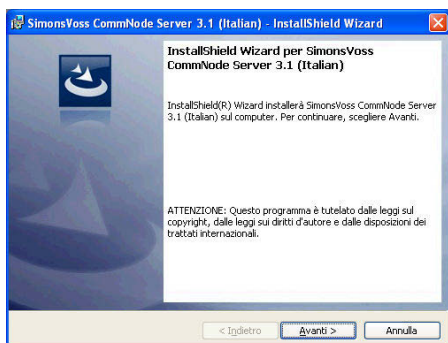 SimonsVoss CommNode Server 3.1 (Italian) - InstallShield Wizard
InstallShield Wizard per SimonsVoss
CommNode Server 3.1 (Italian)
InstallShield(R) Wizard installerà SimonsVoss CommNode Server
3.1 (Italian) sul computer. Per continuare, scegliere Avanti.
ATTENZIONE: Questo programma è tutelato dalle leggi sul
copyright, dalle leggi sui diritti d'autore e dalle disposizioni dei
trattati internazionali.
< Indietro Avanti > Annulla